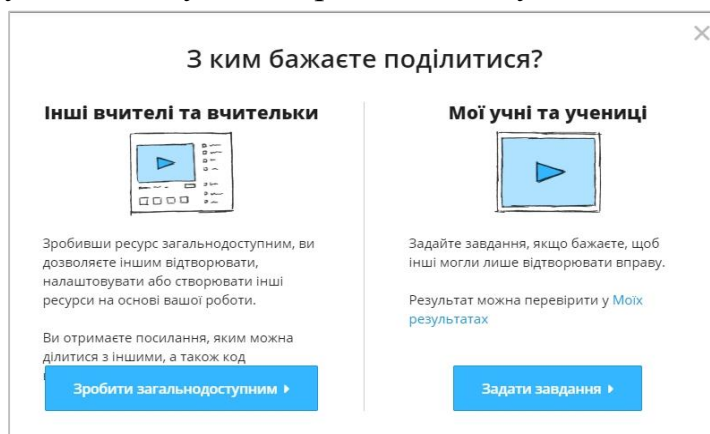 З ким бажаєте поділитися?
Інші вчителі та вчительки
Зробивши ресурс загальнодоступним, ви
дозволяєте іншим відтворювати,
налаштовувати або створювати інші
ресурси на основі вашої роботи.
Ви отримаєте посилання, яким можна
ділитися з іншими, а також код
Зробити загальнодоступним
Мої учні та учениці
Задайте завдання, якщо бажаєте, щоб
інші могли лише відтворювати вправу.
Результат можна перевірити у Моїх
результатах
Задати завдання